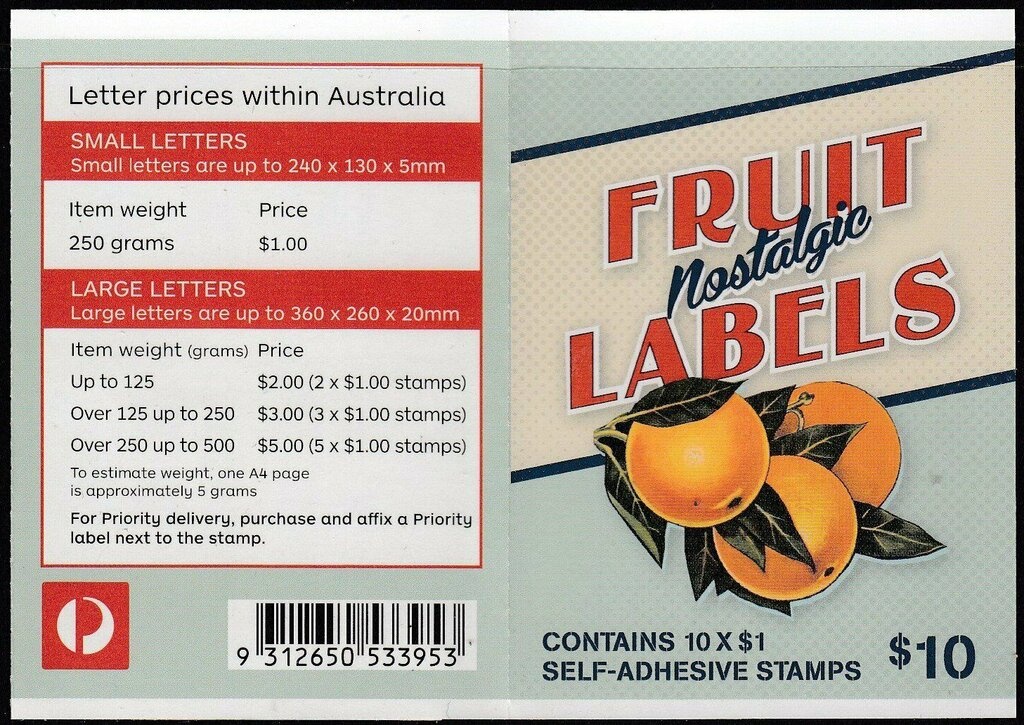 Letter prices within Australia
SMALL LETTERS
Small letters are up to 240 x 130 x 5mm
Item weight Price
250 grams $1.00
LARGE LETTERS
Large letters are up to 360 x 260 x 20mm
Item weight (grams) Price
Up to 125 $2.00 (2 x $1.00 stamps)
Over 125 up to 250 $3.00 (3 x $1.00 stamps)
Over 250 up to 500 $5.00 (5 x $1.00 stamps)
To estimate weight, one A4 page
is approximately 5 grams
For Priority delivery, purchase and affix a Priority
label next to the stamp.
9 312650 533953
FRUIT
Nostalgic
LABELS
CONTAINS 10 X $1
SELF-ADHESIVE STAMPS
$10